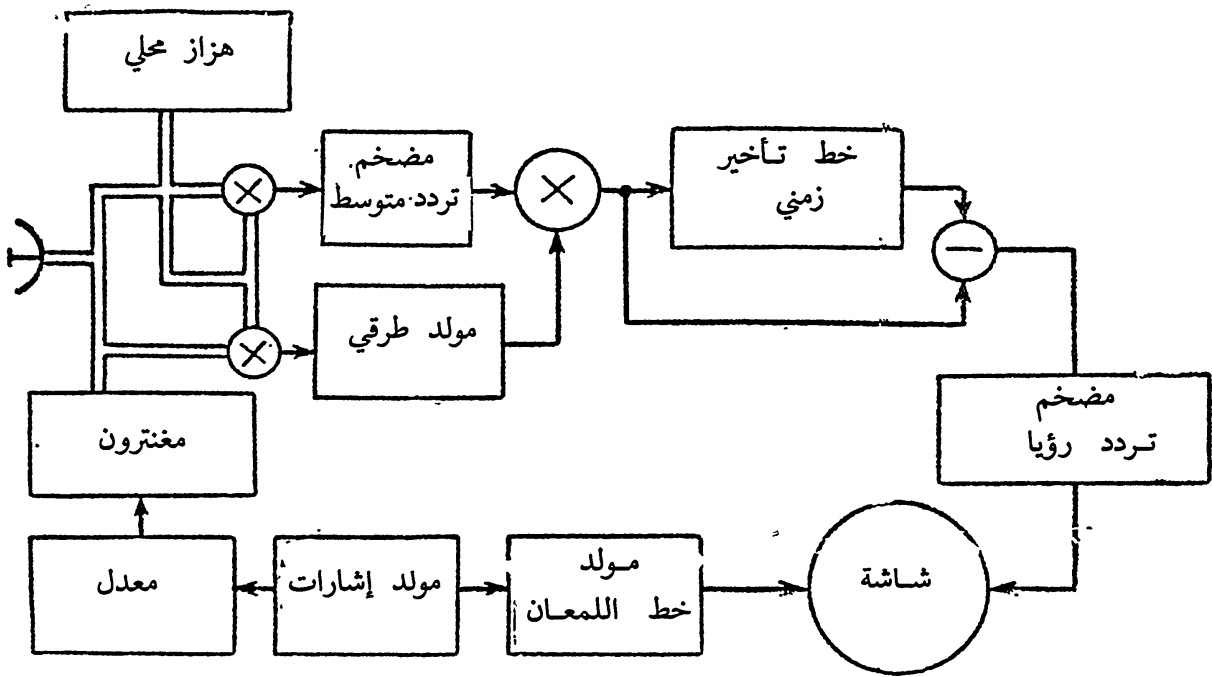 هزاز محلي
مضخم
تردد متوسط
خط تأخير
زمني
مولد طرقي
مغنترون
مضخم
تردد رؤيا
معدل
مولد إشارات
مولد
خط اللمعان
شاشة